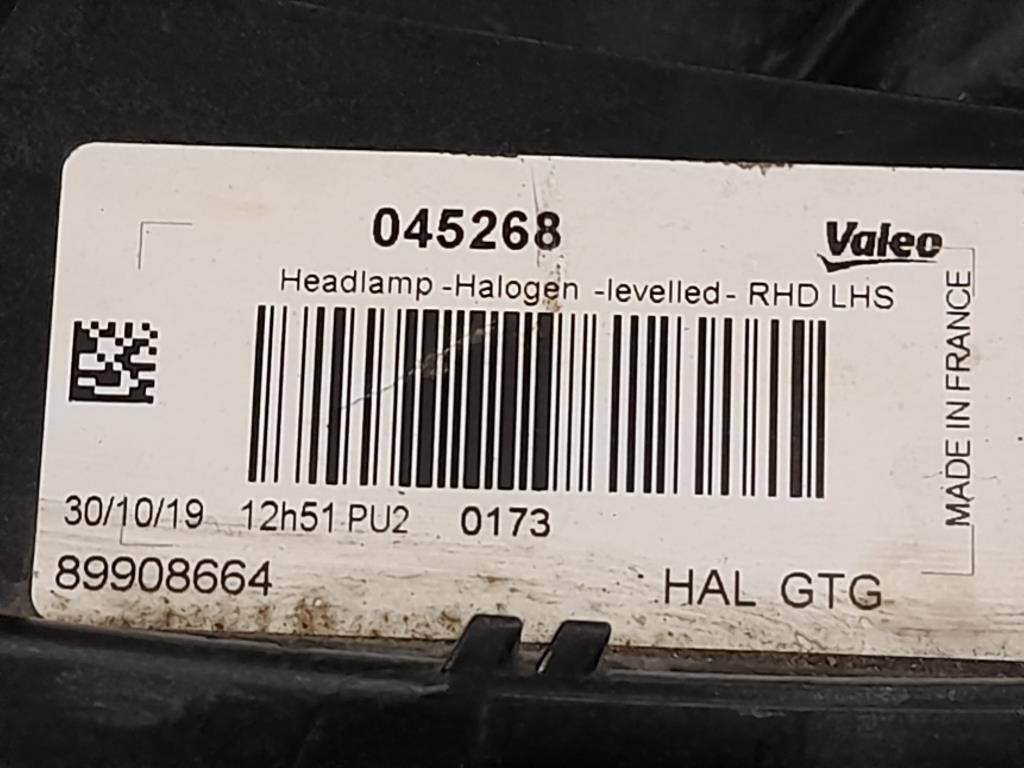 045268
Valeo
Headlamp -Halogen -levelled- RHD LHS
MADE IN FRANCE
30/10/19 12h51 PU2 0173
89908664 HAL GTG